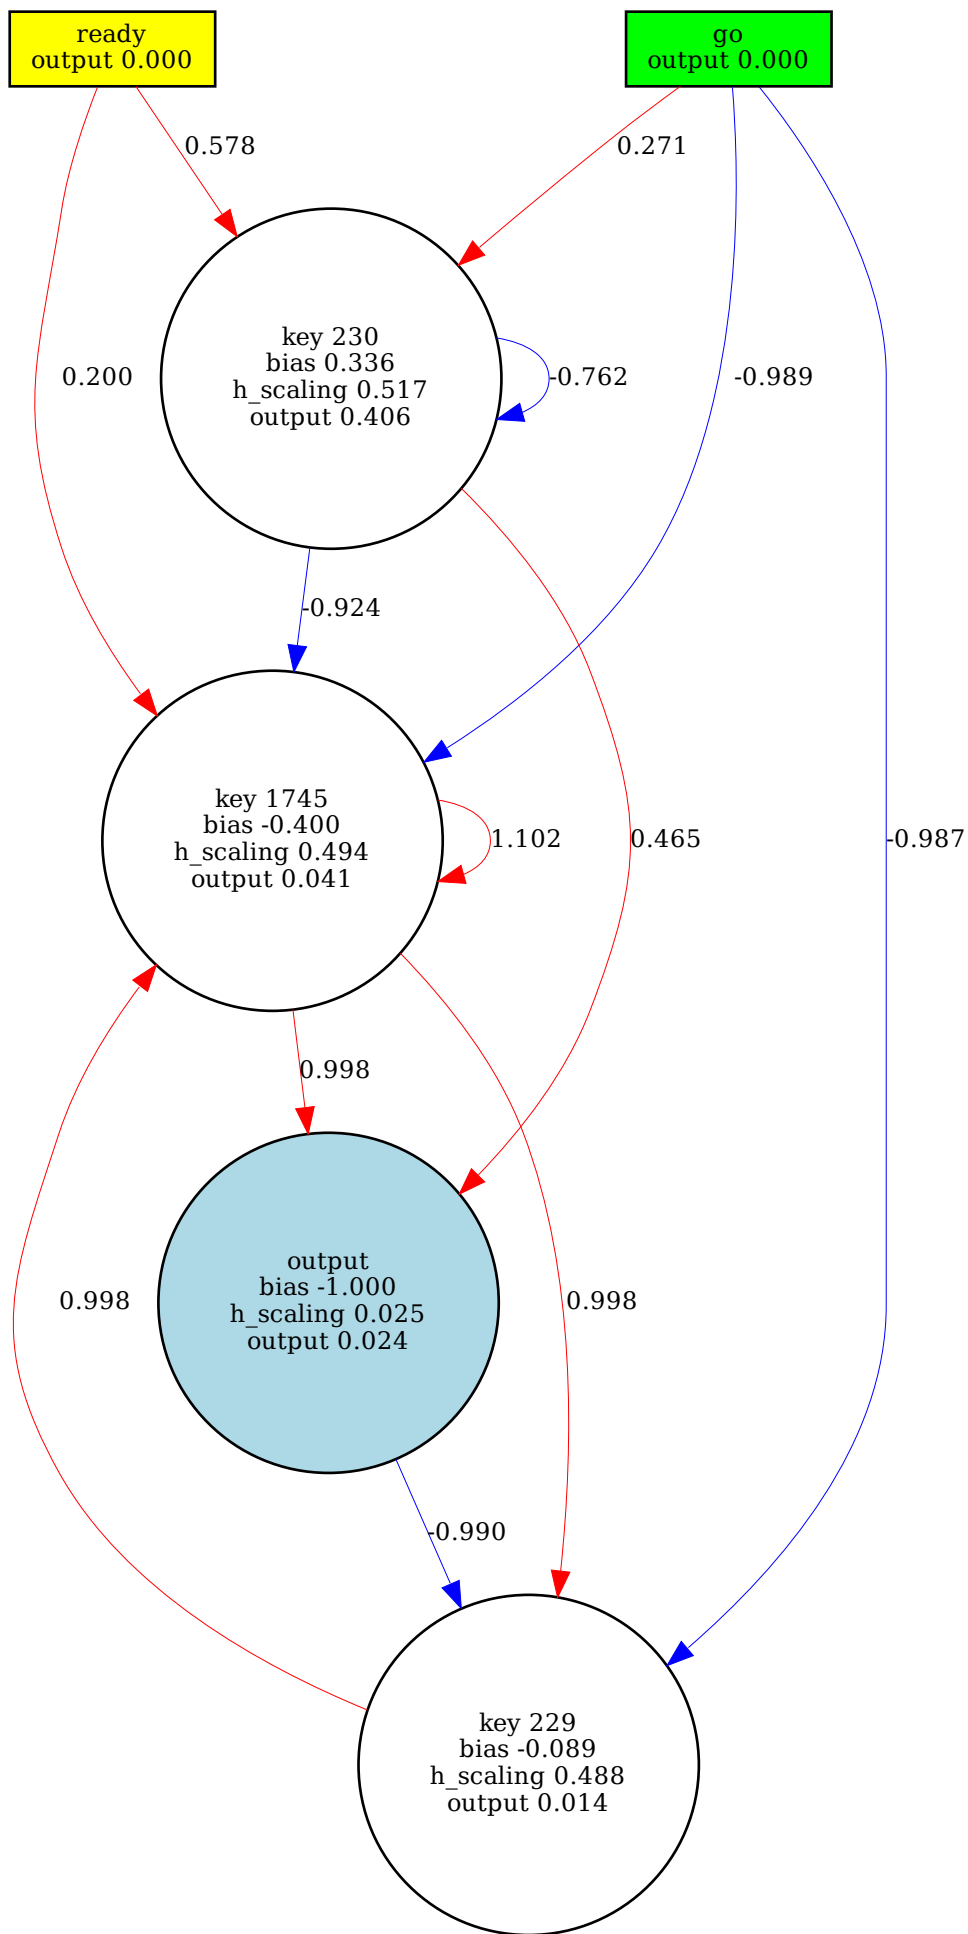 ready
output 0.000
go
output 0.000
0.578
0.271
key 230
bias 0.336
h_scaling 0.517
output 0.406
0.200
-0.762
-0.989
-0.924
key 1745
bias -0.400
h_scaling 0.494
output 0.041
1.102
0.465
-0.987
0.998
output
bias -1.000
h_scaling 0.025
output 0.024
0.998
0.998
-0.990
key 229
bias -0.089
h_scaling 0.488
output 0.014